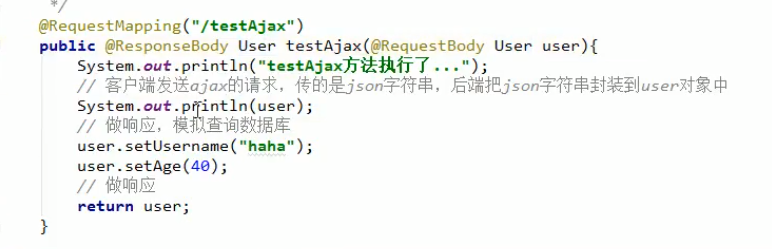 */
@RequestMapping("/testAjax")
public @ResponseBody User testAjax(@RequestBody User user){
System.out.println("testAjax方法执行了...");
// 客户端发送ajax的请求，传的是json字符串，后端把json字符串封装到user对象中
System.out.println(user);
// 做响应，模拟查询数据库
user.setUsername("haha");
user.setAge(40);
// 做响应
return user;
}